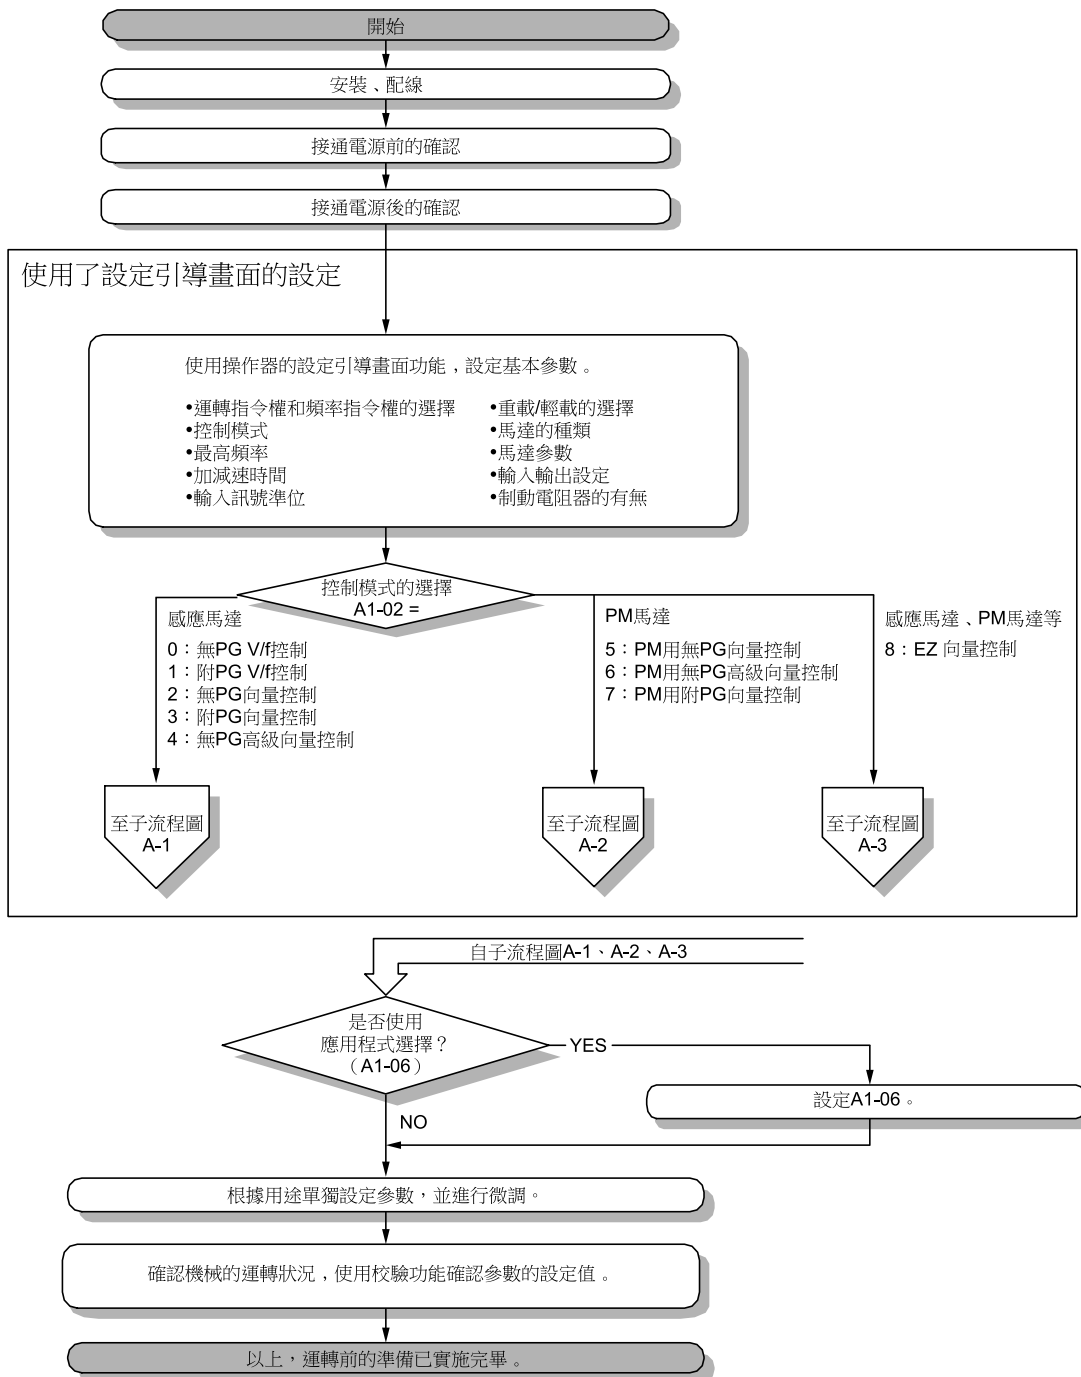 開始
安裝、配線
接通電源前的確認
接通電源後的確認
使用了設定引導畫面的設定
使用操作器的設定引導畫面功能，設定基本參數。
•運轉指令權和頻率指令權的選擇
•控制模式
•最高頻率
•加減速時間
•輸入訊號準位
•重載/輕載的選擇
•馬達的種類
•馬達參數
•輸入輸出設定
•制動電阻器的有無
控制模式的選擇
A1-02 =
感應馬達
0：無PG V/f控制
1：附PG V/f控制
2：無PG向量控制
3：附PG向量控制
4：無PG高級向量控制
PM馬達
5：PM用無PG向量控制
6：PM用無PG高級向量控制
7：PM用附PG向量控制
感應馬達、PM馬達等
8：EZ 向量控制
至子流程圖
A-1
至子流程圖
A-2
至子流程圖
A-3
自子流程圖A-1、A-2、A-3
是否使用
應用程式選擇？
（A1-06）
YES
設定A1-06。
NO
根據用途單獨設定參數，並進行微調。
確認機械的運轉狀況，使用校驗功能確認參數的設定值。
以上，運轉前的準備已實施完畢。